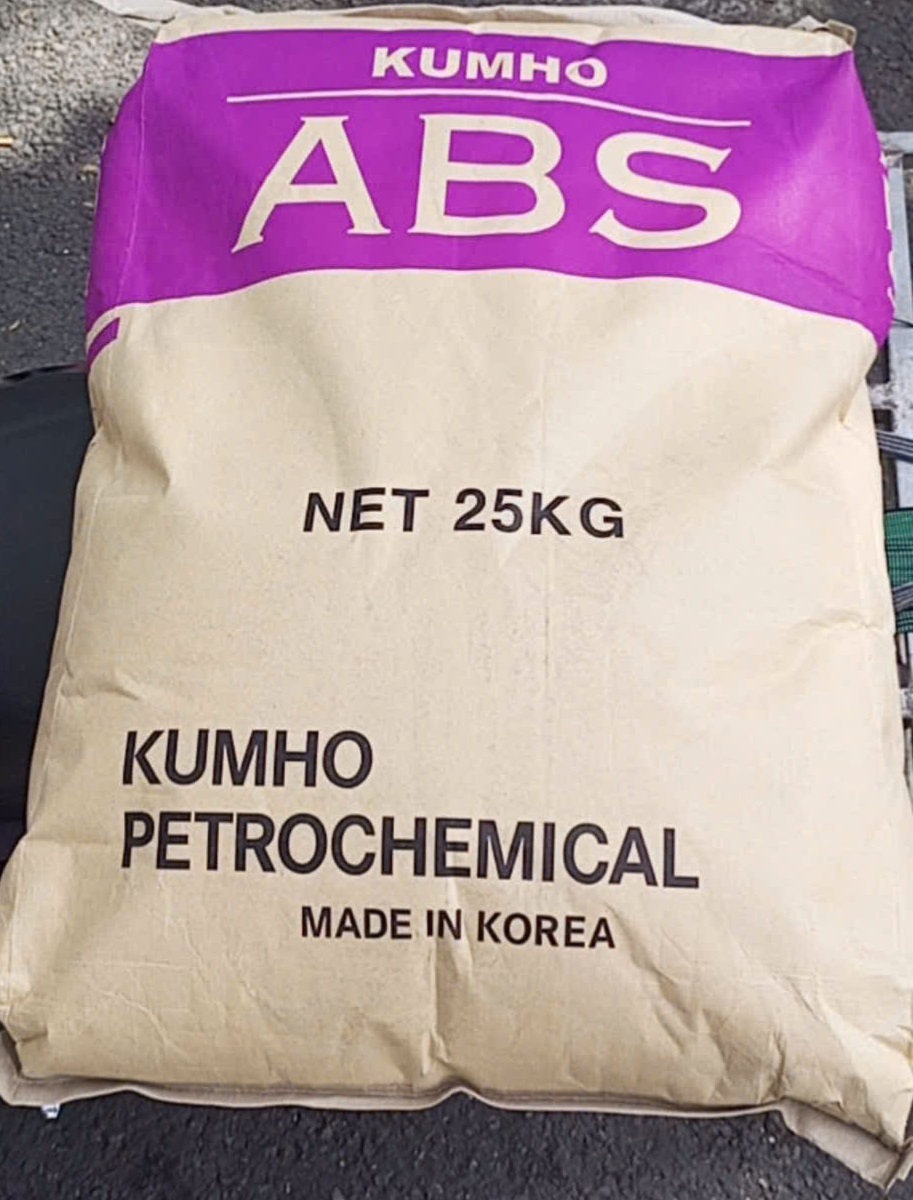 KUMHO
ABS
NET 25KG
KUMHO
PETROCHEMICAL
MADE IN KOREA